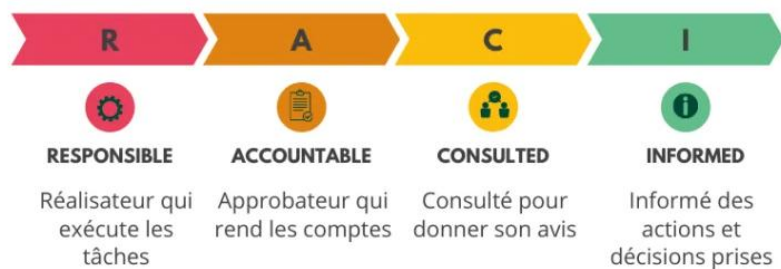 R A C I
RESPONSIBLE ACCOUNTABLE CONSULTED INFORMED
Réalisateur qui
exécute les
tâches
Approbateur qui
rend les comptes
Consulté pour
donner son avis
Informé des
actions et
décisions prises